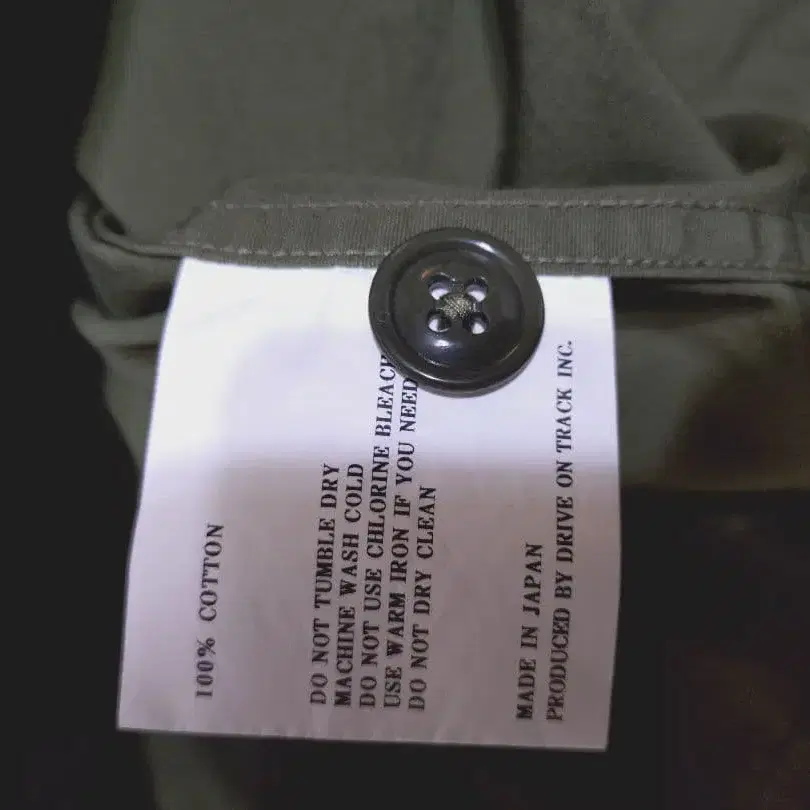 100% COTTON
DO NOT TUMBLE DRY
MACHINE WASH COLD
DO NOT USE CHLORINE BLEACH
USE WARM IRON IF YOU NEED
DO NOT DRY CLEAN
MADE IN JAPAN
PRODUCED BY DRIVE ON TRACK INC.